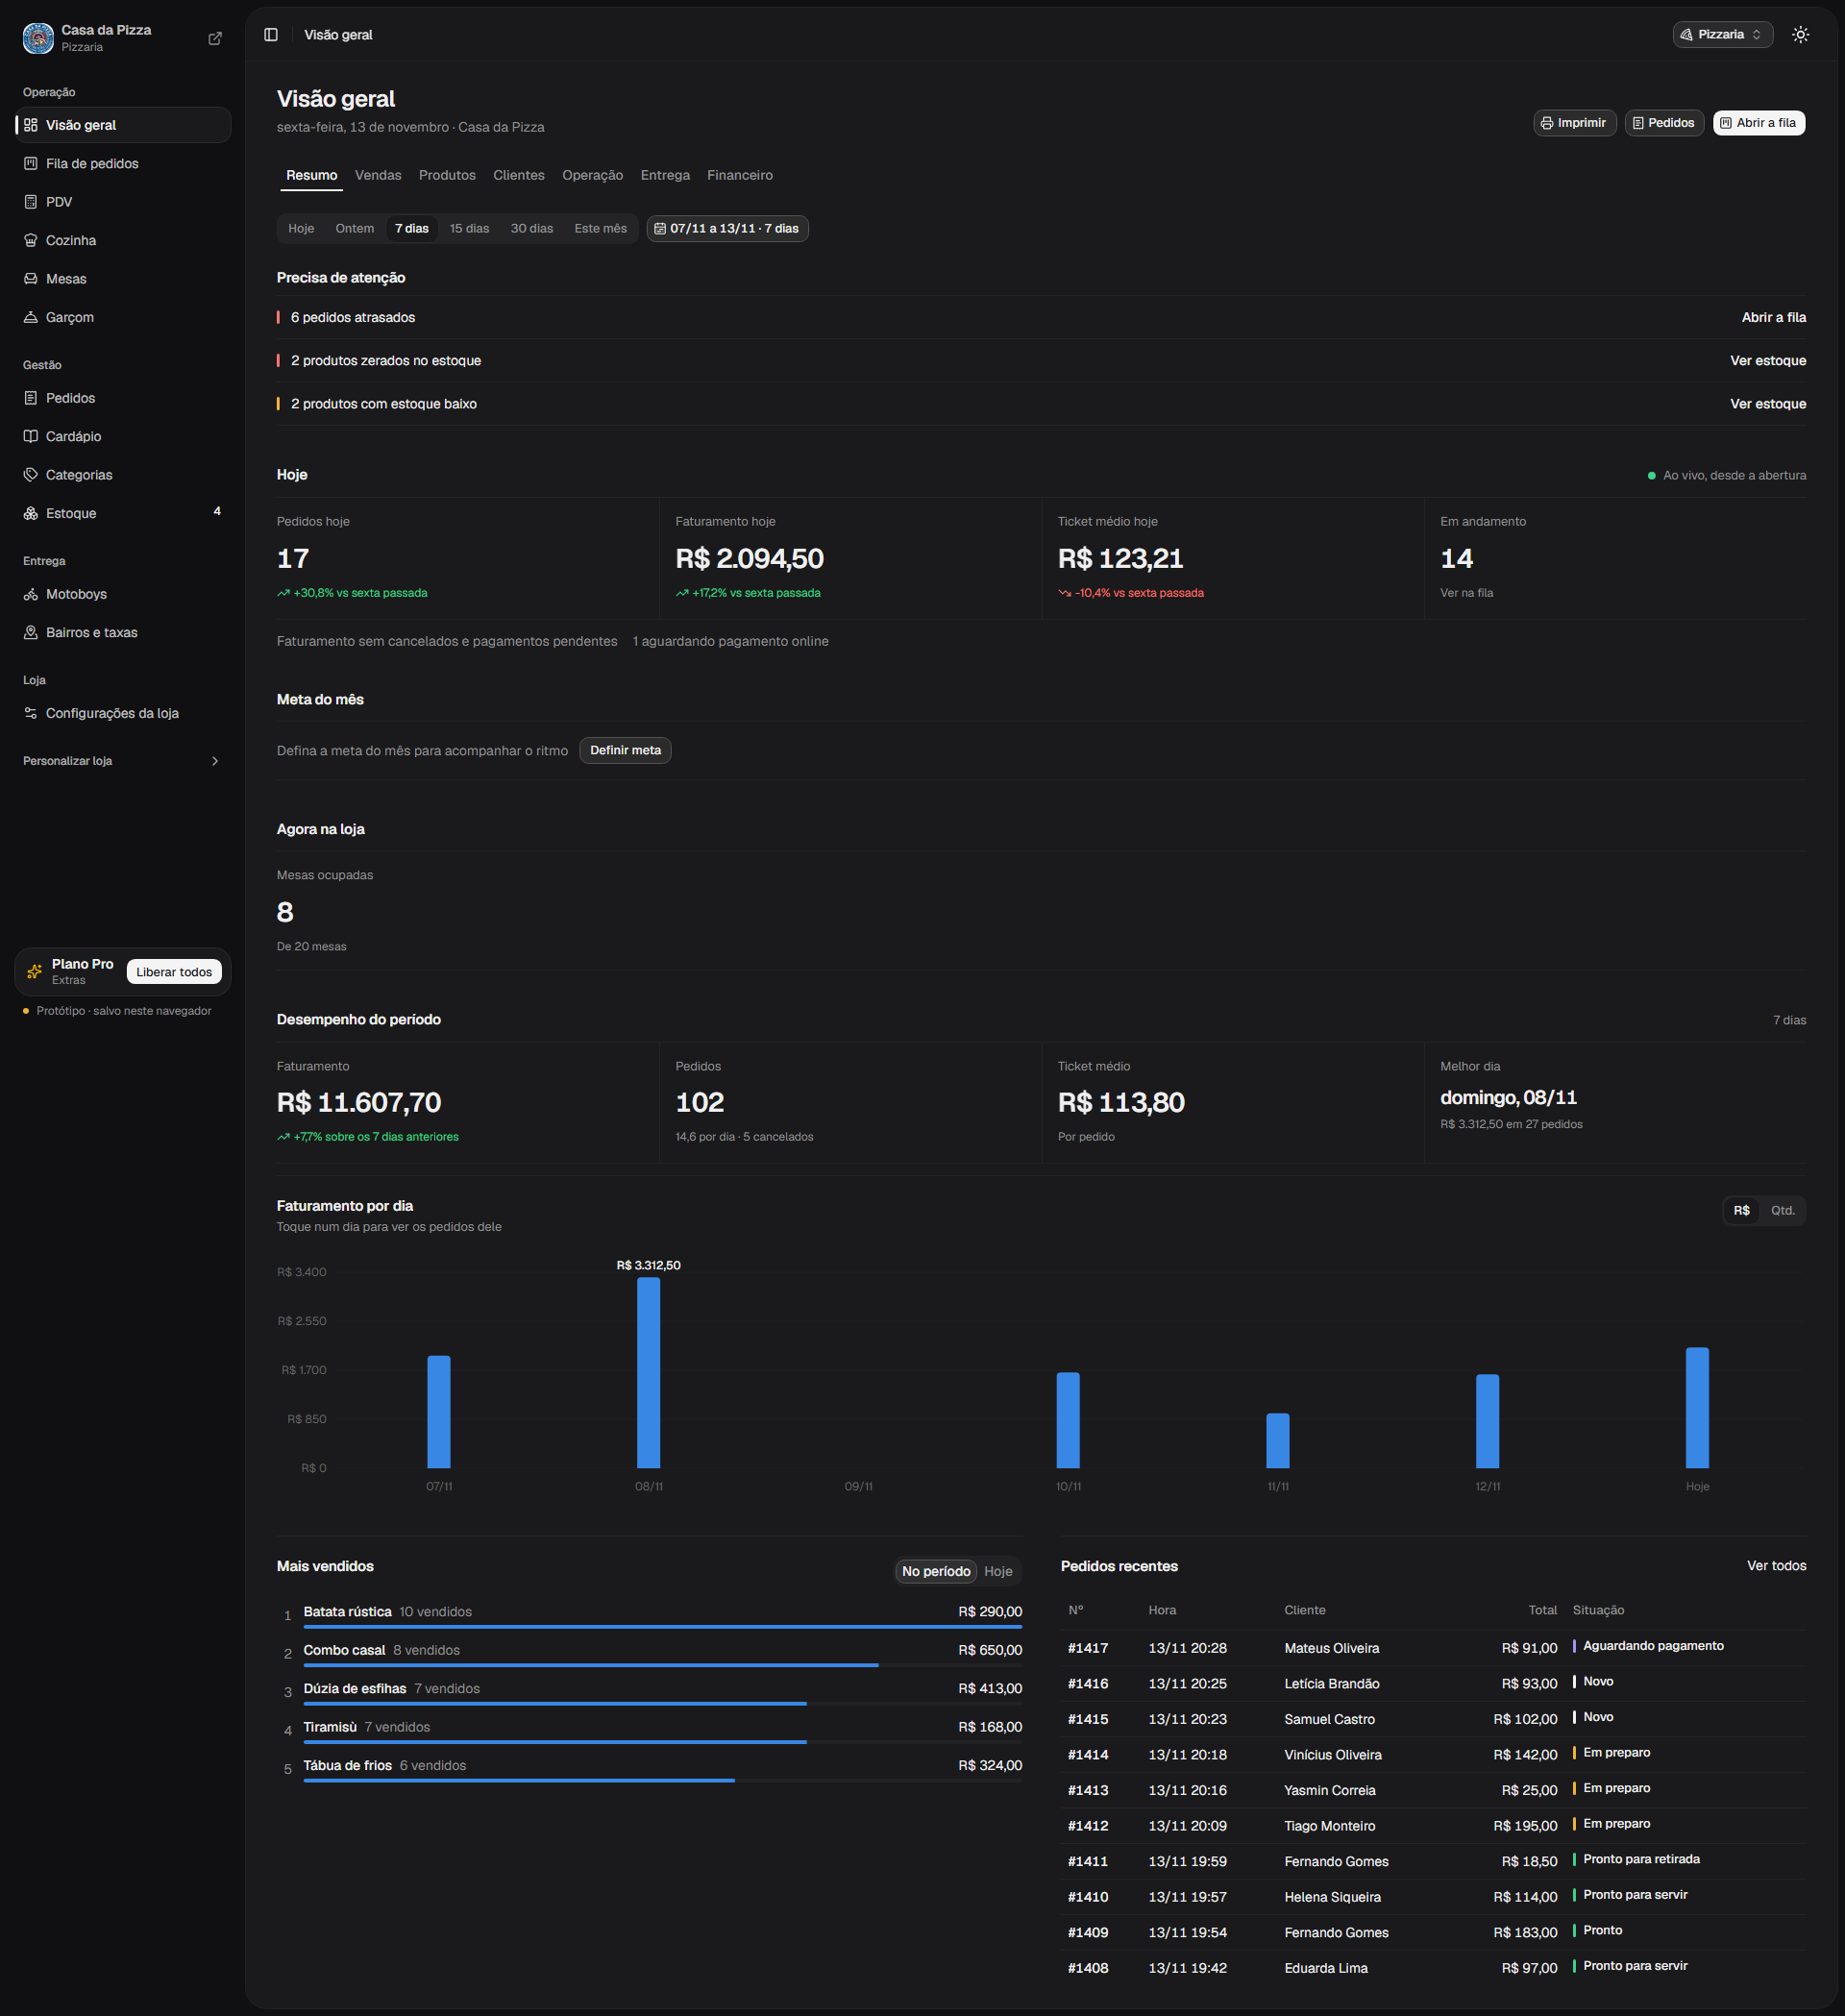 Casa da Pizza
Pizzaria
Operação
Visão geral
Fila de pedidos
PDV
Cozinha
Mesas
Garçom
Gestão
Pedidos
Cardápio
Categorias
Estoque 4
Entrega
Motoboys
Bairros e taxas
Loja
Configurações da loja
Personalizar loja
Plano Pro
Extras
Liberar todos
Protótipo · salvo neste navegador
Visão geral
Pizzaria
Visão geral
sexta-feira, 13 de novembro · Casa da Pizza
Imprimir Pedidos Abrir a fila
Resumo Vendas Produtos Clientes Operação Entrega Financeiro
Hoje Ontem 7 dias 15 dias 30 dias Este mês 07/11 a 13/11 · 7 dias
Precisa de atenção
6 pedidos atrasados Abrir a fila
2 produtos zerados no estoque Ver estoque
2 produtos com estoque baixo Ver estoque
Hoje Ao vivo, desde a abertura
Pedidos hoje Faturamento hoje Ticket médio hoje Em andamento
17 R$ 2.094,50 R$ 123,21 14
+30,8% vs sexta passada +17,2% vs sexta passada -10,4% vs sexta passada Ver na fila
Faturamento sem cancelados e pagamentos pendentes 1 aguardando pagamento online
Meta do mês
Defina a meta do mês para acompanhar o ritmo Definir meta
Agora na loja
Mesas ocupadas
8
De 20 mesas
Desempenho do período 7 dias
Faturamento Pedidos Ticket médio Melhor dia
R$ 11.607,70 102 R$ 113,80 domingo, 08/11
+7,7% sobre os 7 dias anteriores 14,6 por dia · 5 cancelados Por pedido R$ 3.312,50 em 27 pedidos
Faturamento por dia R$ Qtd.
Toque num dia para ver os pedidos dele
R$ 3.312,50
R$ 3.400
R$ 2.550
R$ 1.700
R$ 850
R$ 0
07/11 08/11 09/11 10/11 11/11 12/11 Hoje
Mais vendidos No período Hoje
1 Batata rústica 10 vendidos R$ 290,00
2 Combo casal 8 vendidos R$ 650,00
3 Dúzia de esfihas 7 vendidos R$ 413,00
4 Tiramisù 7 vendidos R$ 168,00
5 Tábua de frios 6 vendidos R$ 324,00
Pedidos recentes Ver todos
Nº Hora Cliente Total Situação
#1417 13/11 20:28 Mateus Oliveira R$ 91,00 Aguardando pagamento
#1416 13/11 20:25 Letícia Brandão R$ 93,00 Novo
#1415 13/11 20:23 Samuel Castro R$ 102,00 Novo
#1414 13/11 20:18 Vinícius Oliveira R$ 142,00 Em preparo
#1413 13/11 20:16 Yasmin Correia R$ 25,00 Em preparo
#1412 13/11 20:09 Tiago Monteiro R$ 195,00 Em preparo
#1411 13/11 19:59 Fernando Gomes R$ 18,50 Pronto para retirada
#1410 13/11 19:57 Helena Siqueira R$ 114,00 Pronto para servir
#1409 13/11 19:54 Fernando Gomes R$ 183,00 Pronto
#1408 13/11 19:42 Eduarda Lima R$ 97,00 Pronto para servir